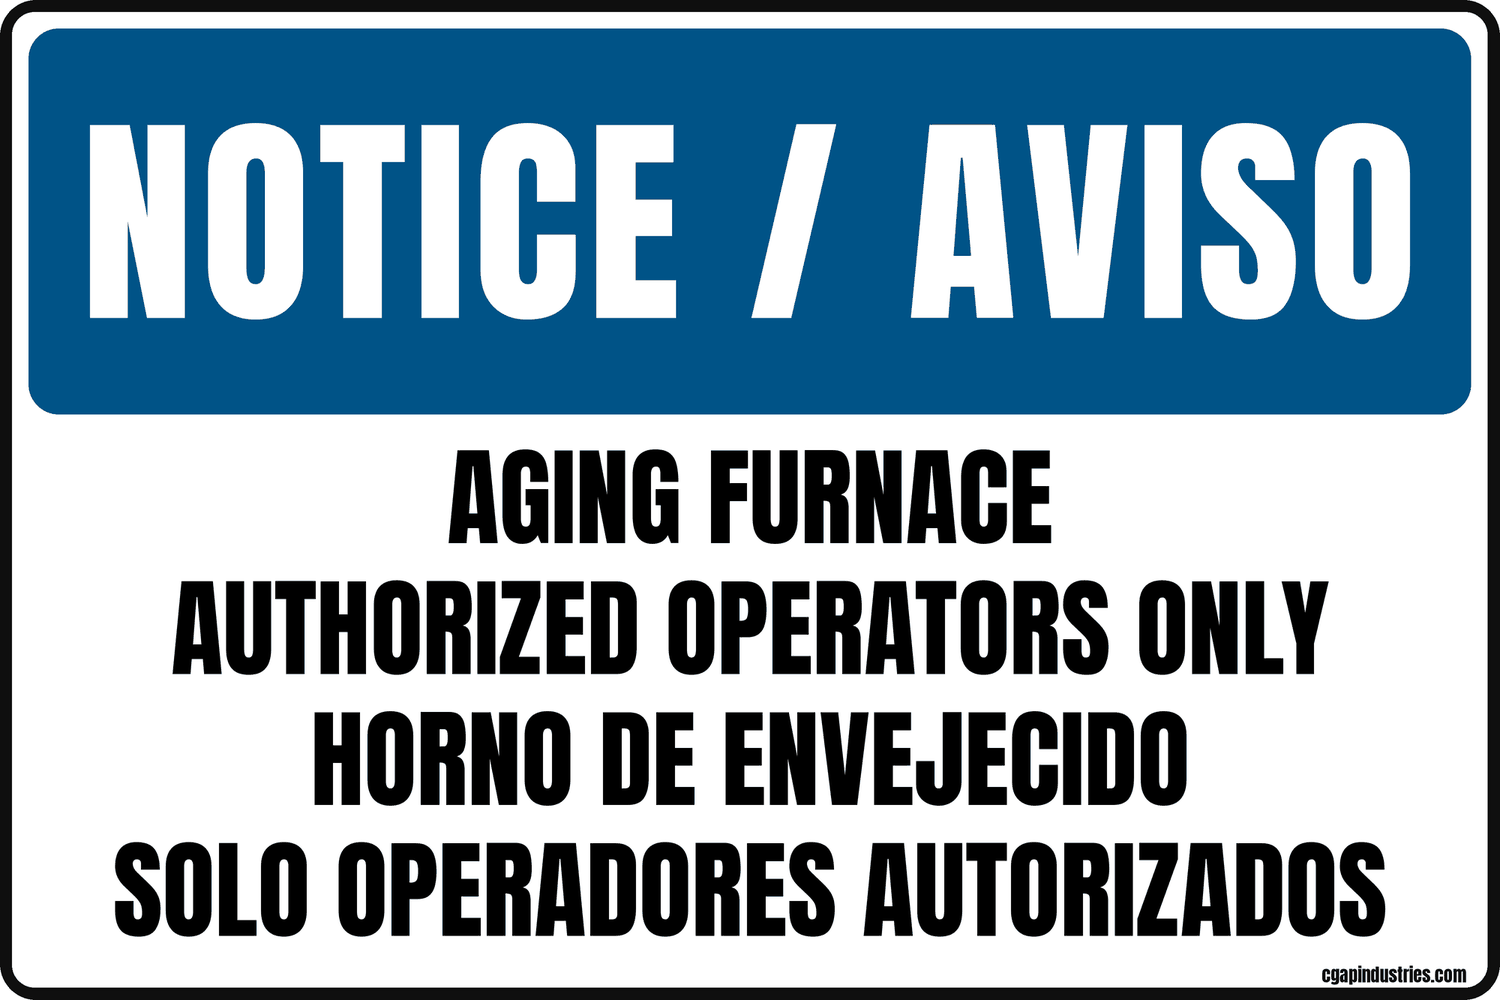 NOTICE / AVISO
AGING FURNACE
AUTHORIZED OPERATORS ONLY
HORNO DE ENVEJECIDO
SOLO OPERADORES AUTORIZADOS
cgapindustries.com